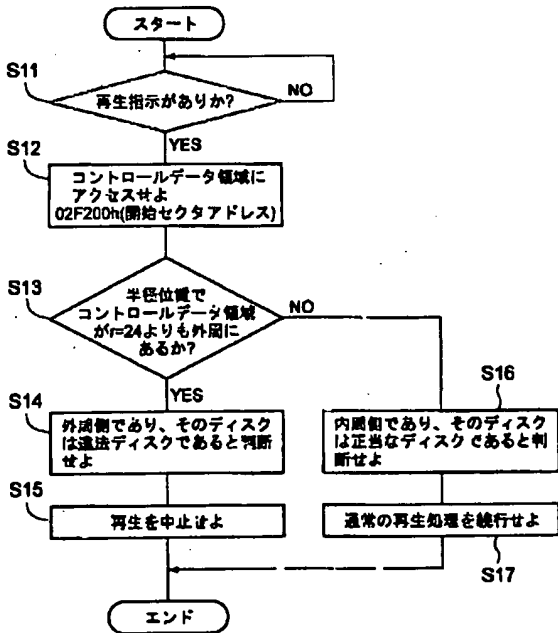 スタート
S11
再生指示がありか?
NO
YES
S12
コントロールデータ領域に
アクセスせよ
02F200h(開始セクタアドレス)
S13
半径位置で
コントロールデータ領域
がr=24よりも外周に
あるか?
NO
YES
S14
外周側であり、そのディスク
は違法ディスクであると判断
せよ
S16
内周側であり、そのディスク
は正当なディスクであると判
断せよ
S15
再生を中止せよ
通常の再生処理を続行せよ
S17
エンド